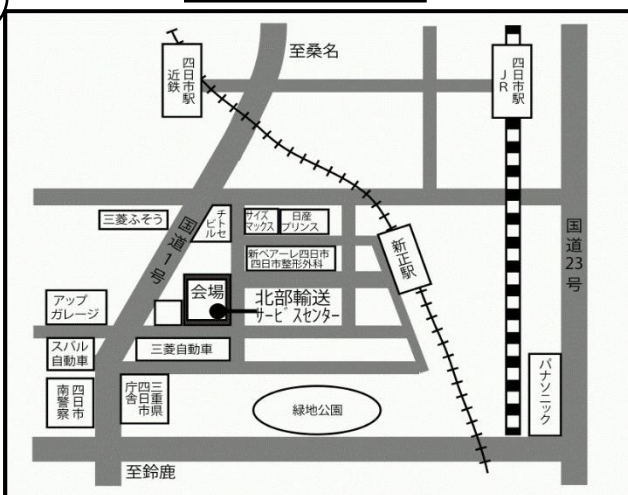 至桑名
近鉄
四日市駅
JR
四日市駅
三菱ふそう
チトセ
ビル
サイズ
マックス
日産
プリンス
国道1号
新ペアーレ四日市
四日市整形外科
新正駅
国道23号
会場
北部輸送
サービスセンター
アップ
ガレージ
スバル
自動車
三菱自動車
四日市
南警察
三重県
四日市
庁舎
緑地公園
パナソニック
至鈴鹿